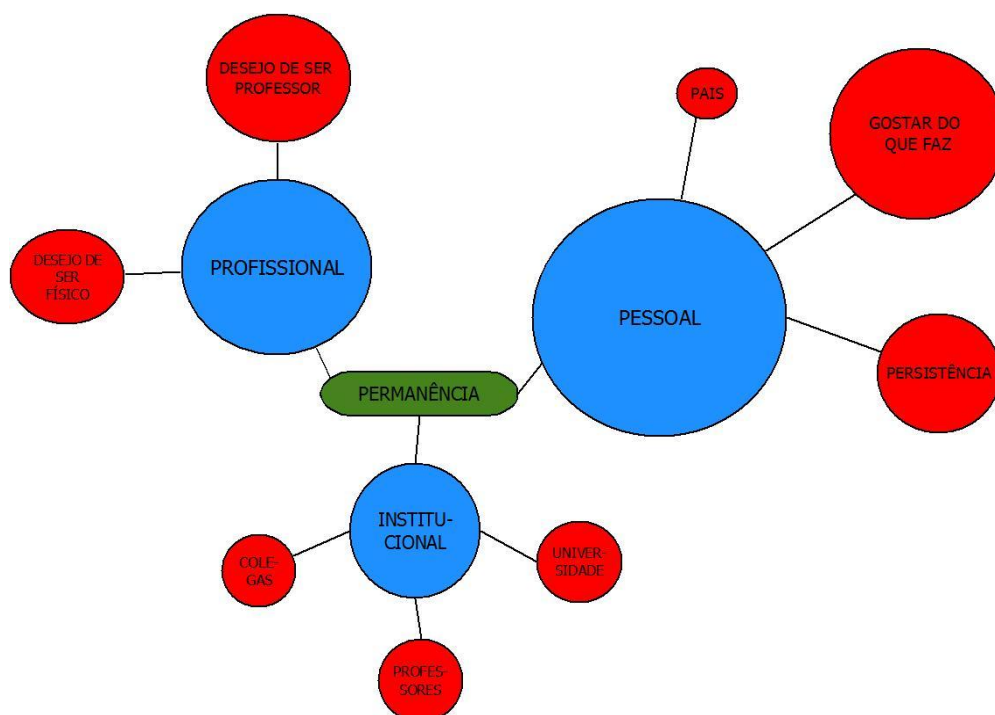 DESEJO DE SER
PROFESSOR
PAIS
GOSTAR DO
QUE FAZ
DESEJO DE
SER
FÍSICO
PROFISSIONAL
PESSOAL
PERSISTÊNCIA
PERMANÊNCIA
INSTITU-
CIONAL
COLE-
GAS
UNIVER-
SIDADE
PROFES-
SORES